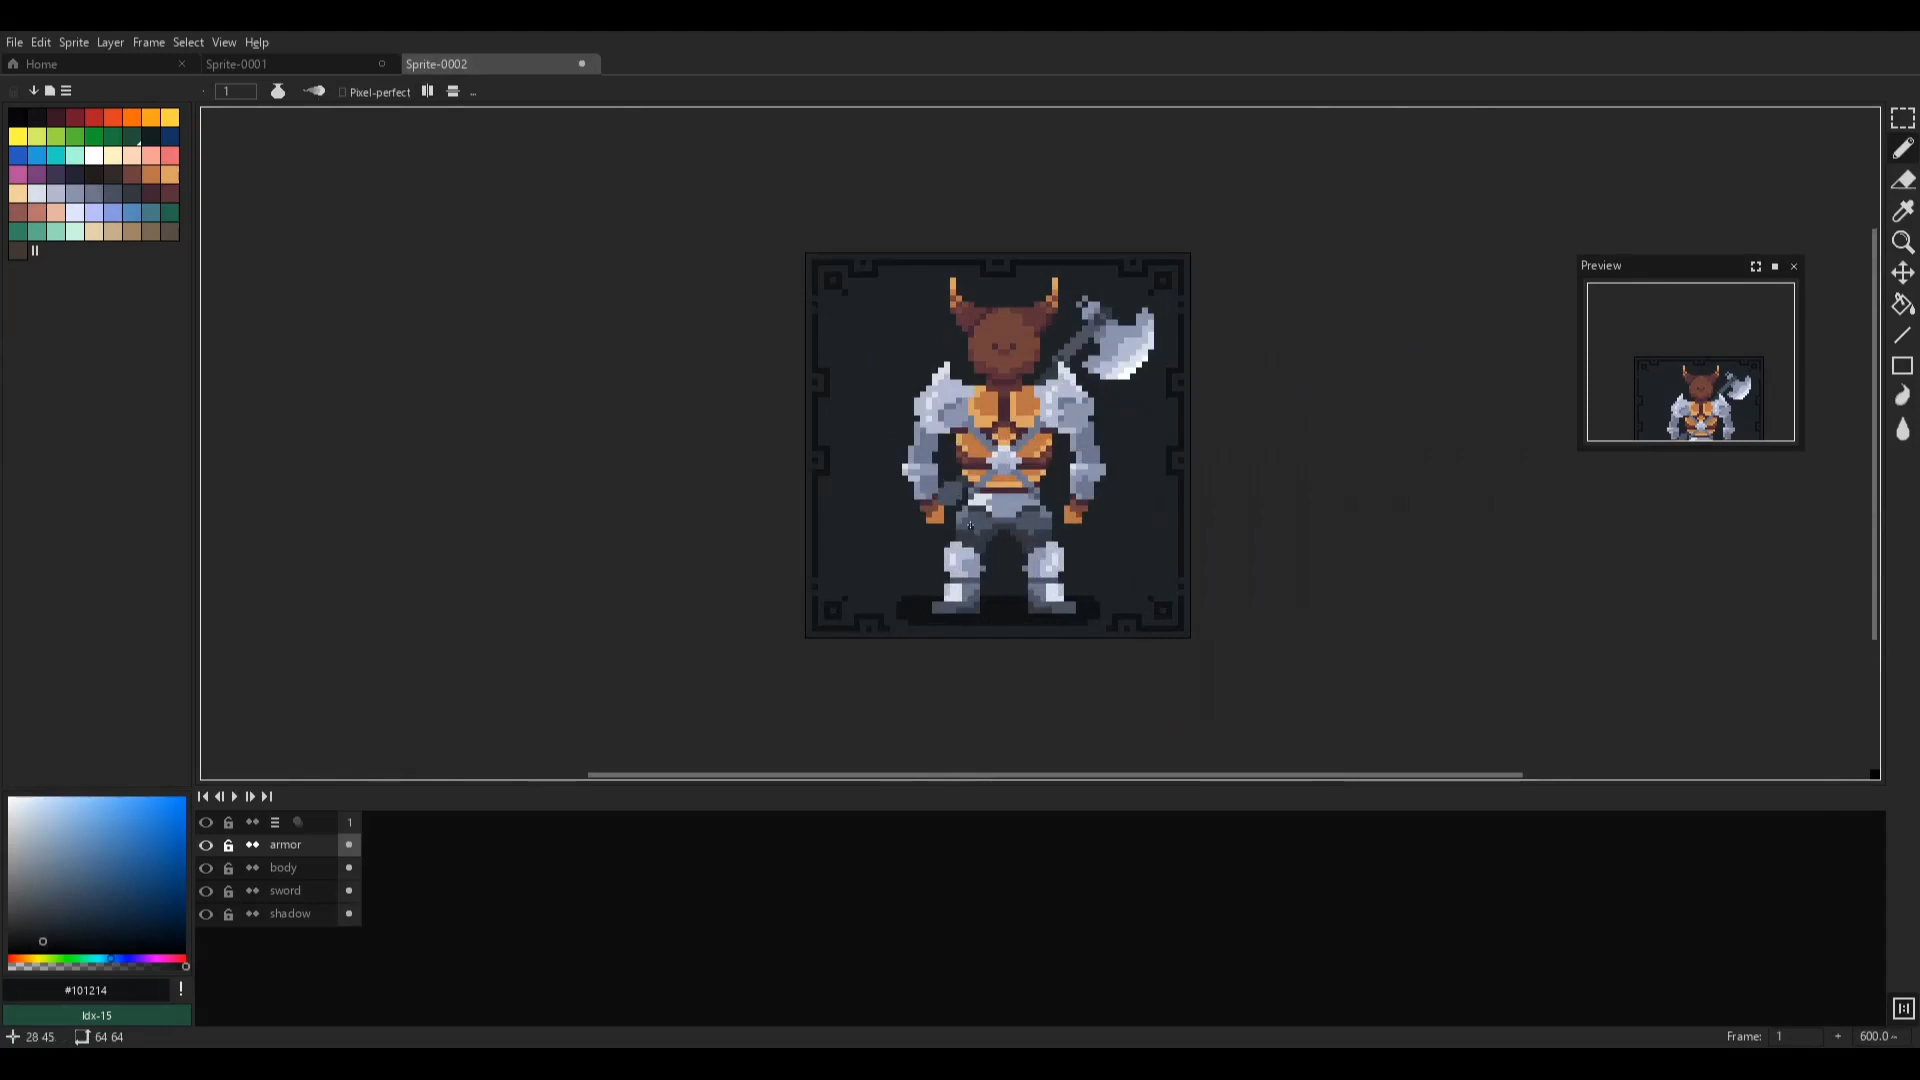 File Edit Sprite Layer Frame Select View Help
Home Sprite-0001 Sprite-0002
1 Pixel-perfect ...
Preview
1
armor
body
sword
shadow
#101214 !
Idx-15
28 45 64 64 Frame: 1 + 600.0